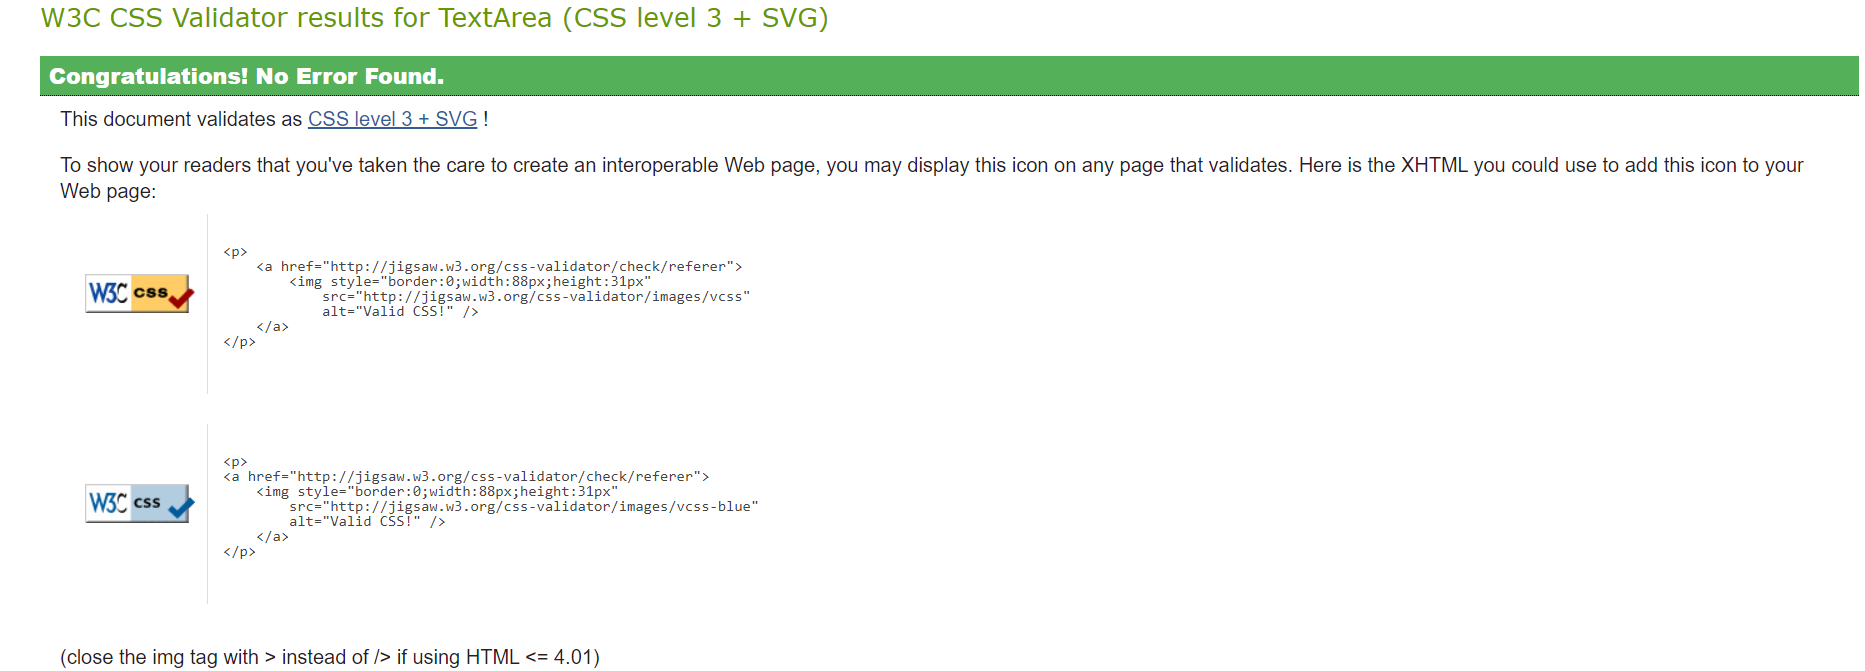 W3C CSS Validator results for TextArea (CSS level 3 + SVG)
Congratulations! No Error Found.
This document validates as CSS level 3 + SVG !
To show your readers that you've taken the care to create an interoperable Web page, you may display this icon on any page that validates. Here is the XHTML you could use to add this icon to your
Web page:
W3C css
<p>
    <a href="http://jigsaw.w3.org/css-validator/check/referer">
        <img style="border:0;width:88px;height:31px"
            src="http://jigsaw.w3.org/css-validator/images/vcss"
            alt="Valid CSS!" />
    </a>
</p>
W3C css
<p>
<a href="http://jigsaw.w3.org/css-validator/check/referer">
    <img style="border:0;width:88px;height:31px"
        src="http://jigsaw.w3.org/css-validator/images/vcss-blue"
        alt="Valid CSS!" />
    </a>
</p>
(close the img tag with > instead of /> if using HTML <= 4.01)